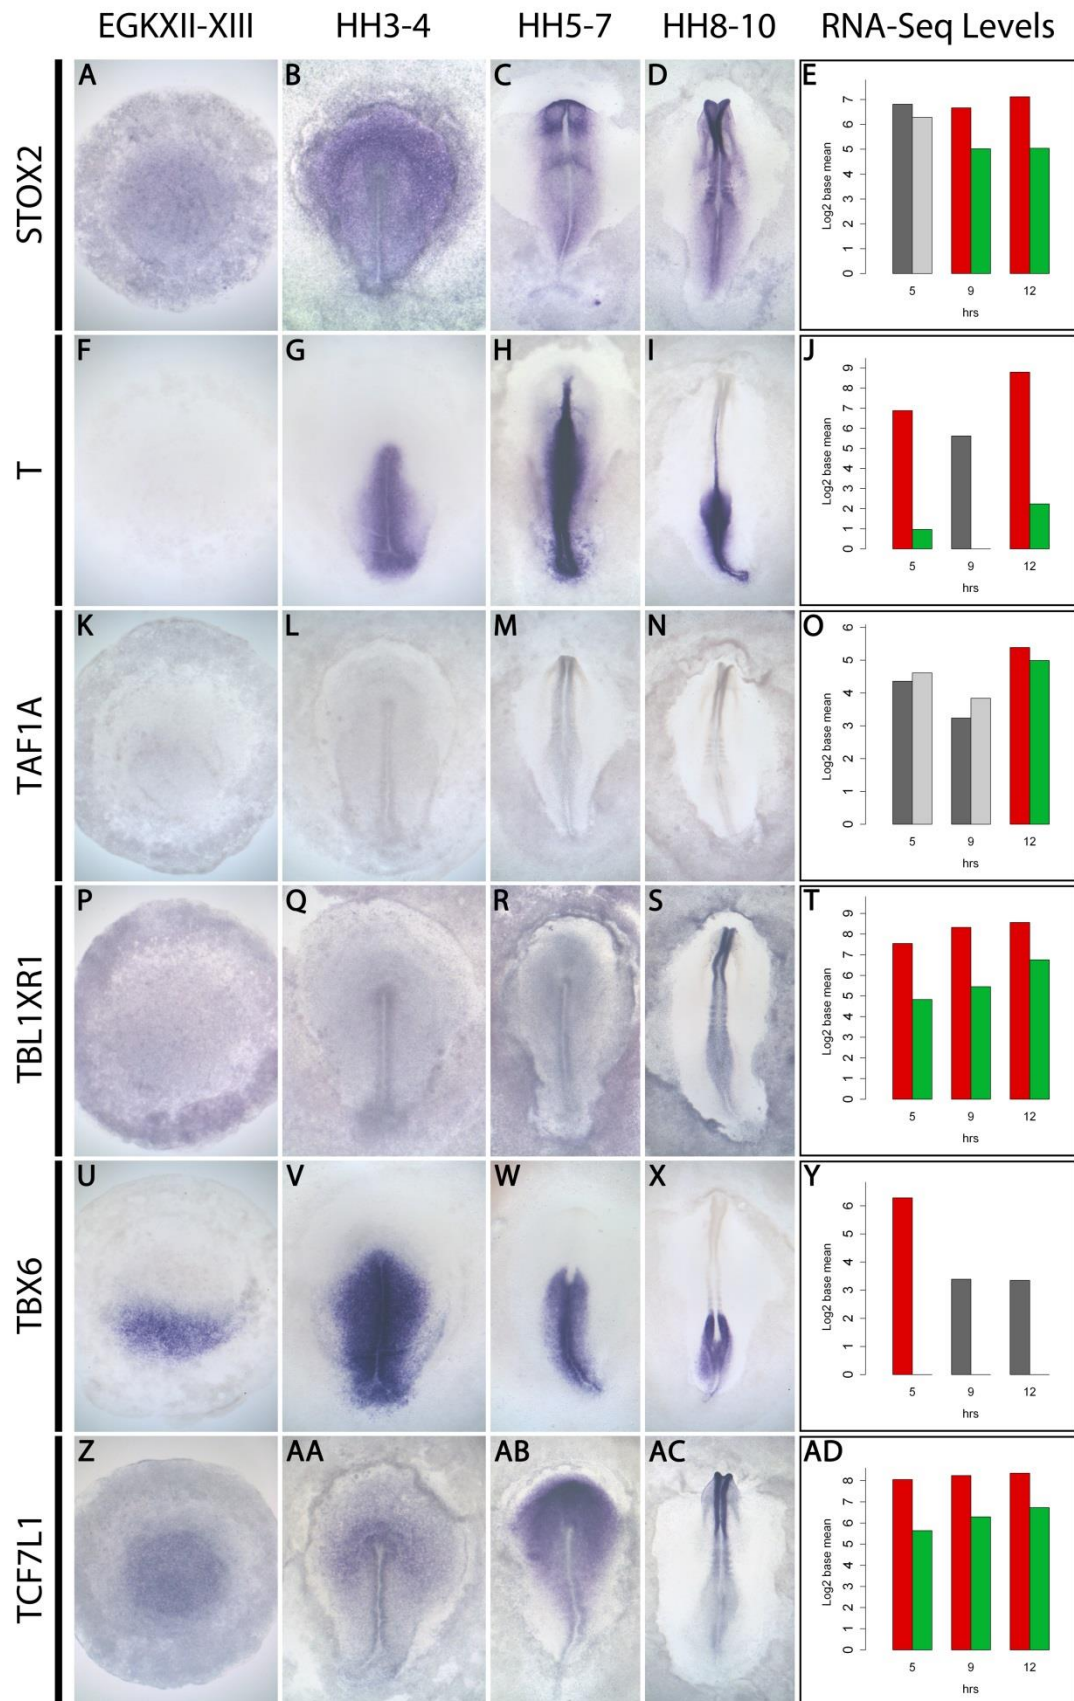 EGKXII-XIII HH3-4 HH5-7 HH8-10 RNA-Seq Levels
STOX2
A B C D E
Log2 base mean
7
6
5
4
3
2
1
0
5 9 12
hrs
T
F G H I J
Log2 base mean
9
8
7
6
5
4
3
2
1
0
5 9 12
hrs
TAF1A
K L M N O
Log2 base mean
6
5
4
3
2
1
0
5 9 12
hrs
TBL1XR1
P Q R S T
Log2 base mean
9
8
7
6
5
4
3
2
1
0
5 9 12
hrs
TBX6
U V W X Y
Log2 base mean
6
5
4
3
2
1
0
5 9 12
hrs
TCF7L1
Z AA AB AC AD
Log2 base mean
8
7
6
5
4
3
2
1
0
5 9 12
hrs